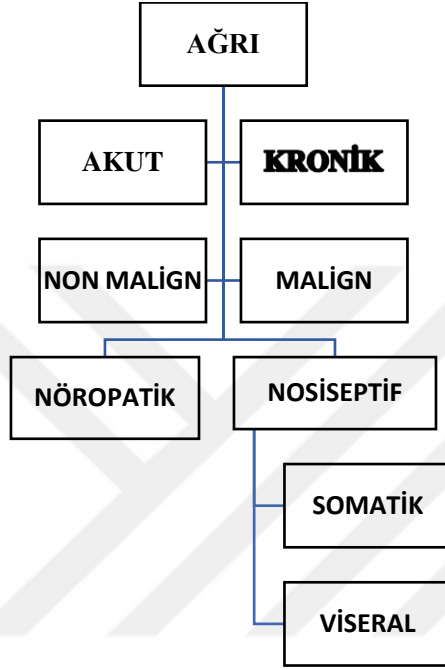 AĞRI
AKUT
KRONİK
NON MALİGN
MALİGN
NÖROPATİK
NOSİSEPTİF
SOMATİK
VİSERAL